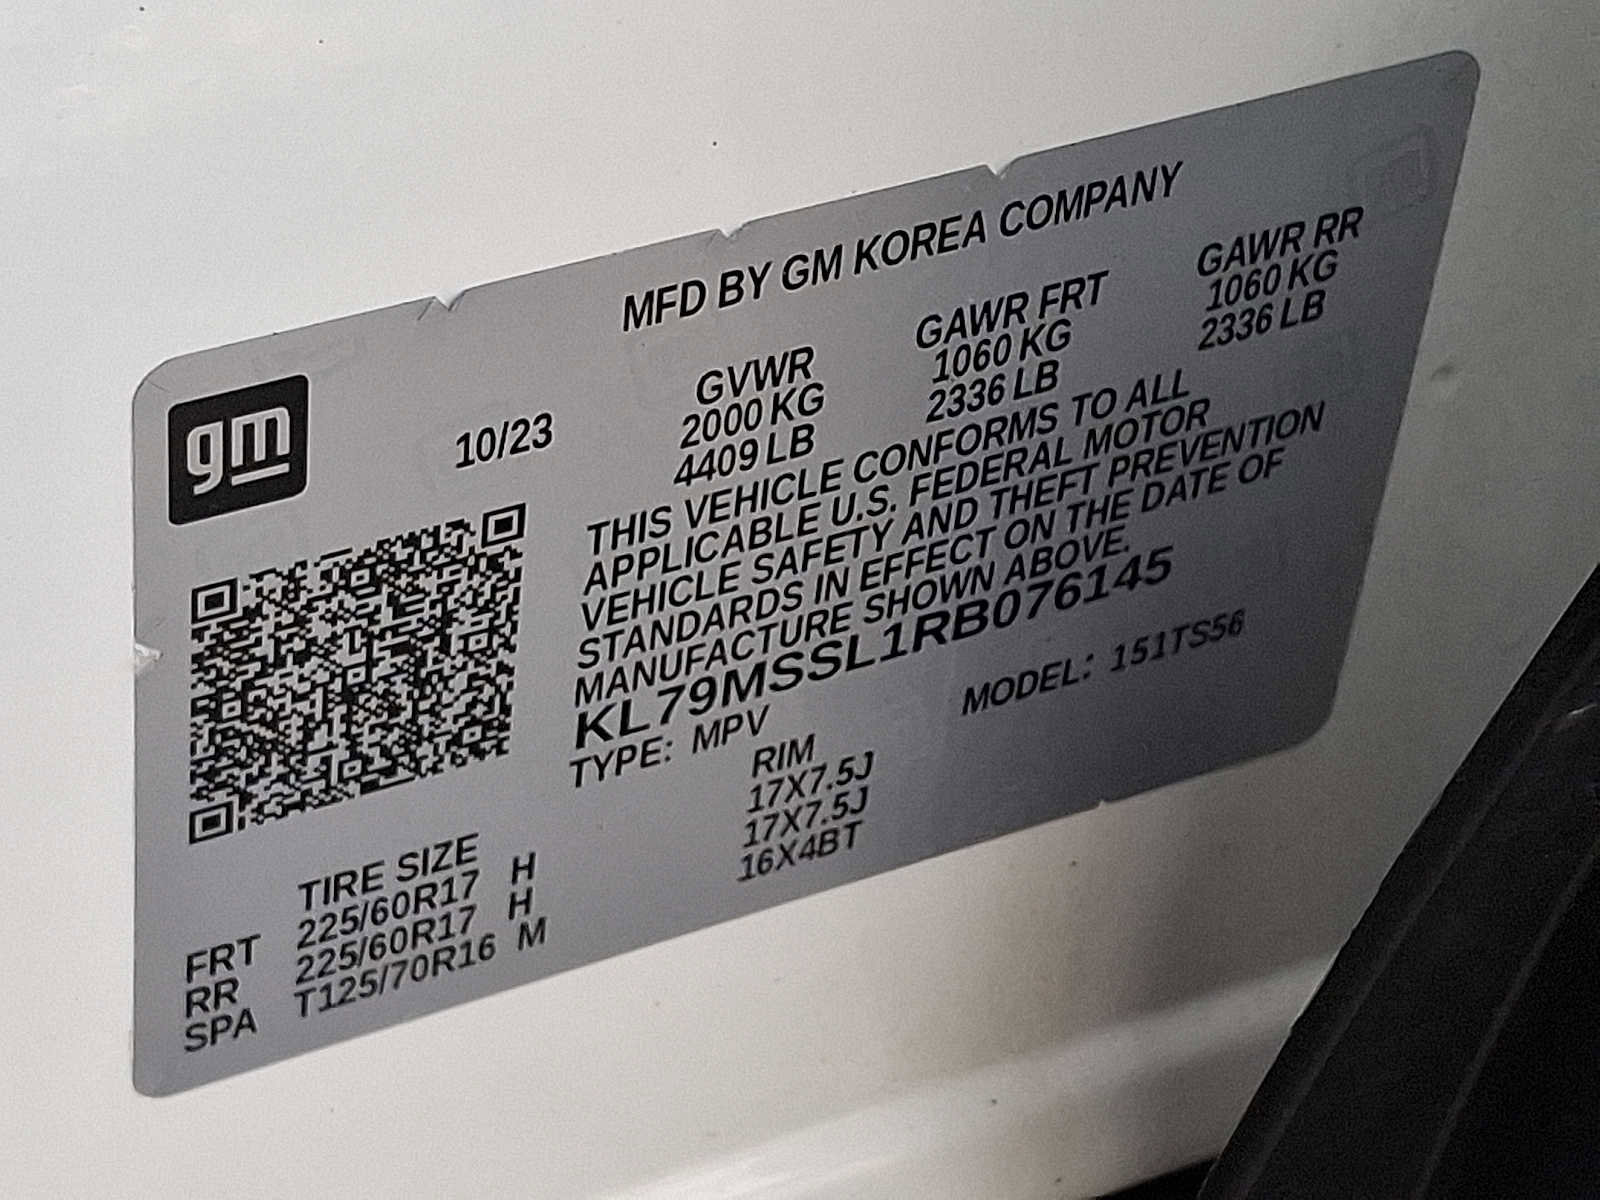 MFD BY GM KOREA COMPANY
gm
10/23
GVWR
2000 KG
4409 LB
GAWR FRT
1060 KG
2336 LB
GAWR RR
1060 KG
2336 LB
THIS VEHICLE CONFORMS TO ALL
APPLICABLE U.S. FEDERAL MOTOR
VEHICLE SAFETY AND THEFT PREVENTION
STANDARDS IN EFFECT ON THE DATE OF
MANUFACTURE SHOWN ABOVE.
KL79MSSL1RB076145
TYPE: MPV MODEL: 151TS56
TIRE SIZE RIM
FRT 225/60R17 H 17X7.5J
RR 225/60R17 H 17X7.5J
SPA T125/70R16 M 16X4BT